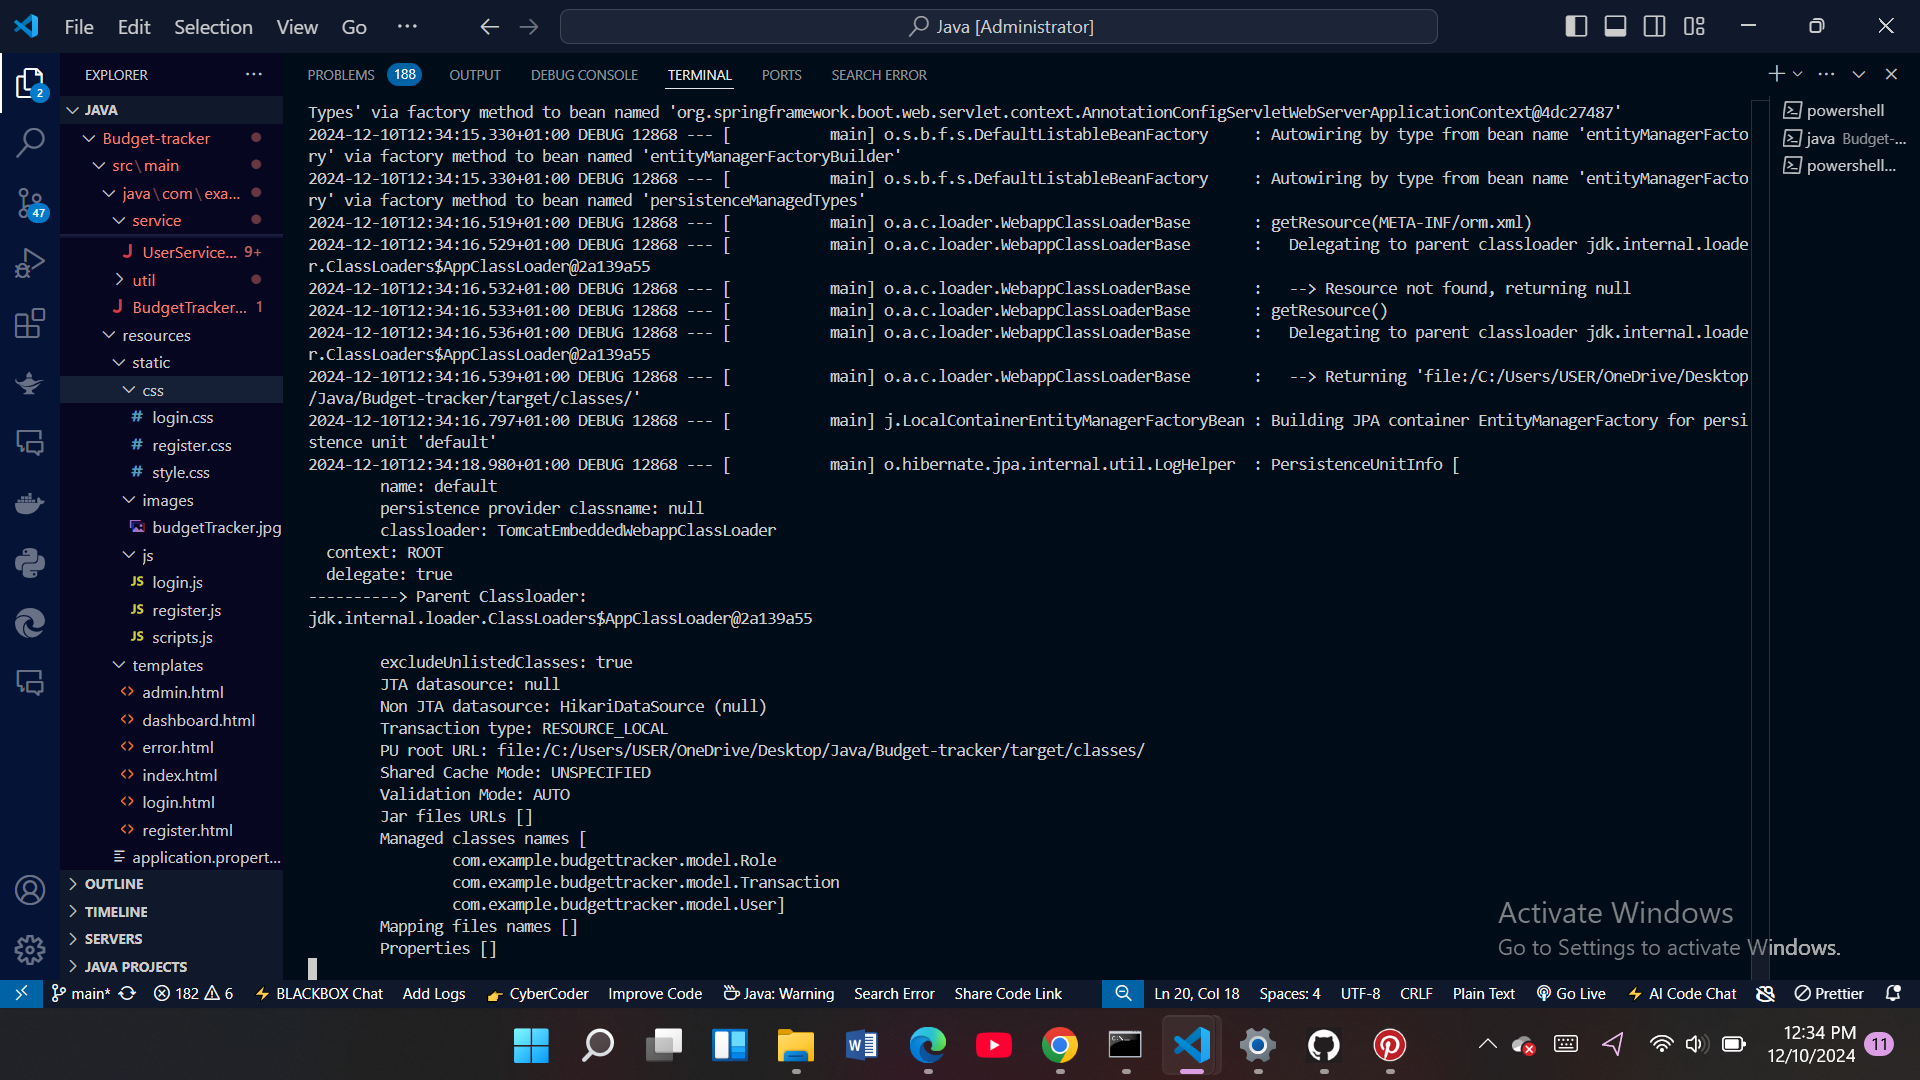 File Edit Selection View Go ··· Java [Administrator]
EXPLORER ···
JAVA
Budget-tracker
src\main
java\com\exa...
service
UserService... 9+
util
BudgetTracker... 1
resources
static
css
# login.css
# register.css
# style.css
images
budgetTracker.jpg
js
JS login.js
JS register.js
JS scripts.js
templates
<> admin.html
<> dashboard.html
<> error.html
<> index.html
<> login.html
<> register.html
application.propert...
OUTLINE
TIMELINE
SERVERS
JAVA PROJECTS
2
47
PROBLEMS 188 OUTPUT DEBUG CONSOLE TERMINAL PORTS SEARCH ERROR
Types' via factory method to bean named 'org.springframework.boot.web.servlet.context.AnnotationConfigServletWebServerApplicationContext@4dc27487'
2024-12-10T12:34:15.330+01:00 DEBUG 12868 --- [           main] o.s.b.f.s.DefaultListableBeanFactory     : Autowiring by type from bean name 'entityManagerFacto
ry' via factory method to bean named 'entityManagerFactoryBuilder'
2024-12-10T12:34:15.330+01:00 DEBUG 12868 --- [           main] o.s.b.f.s.DefaultListableBeanFactory     : Autowiring by type from bean name 'entityManagerFacto
ry' via factory method to bean named 'persistenceManagedTypes'
2024-12-10T12:34:16.519+01:00 DEBUG 12868 --- [           main] o.a.c.loader.WebappClassLoaderBase       : getResource(META-INF/orm.xml)
2024-12-10T12:34:16.529+01:00 DEBUG 12868 --- [           main] o.a.c.loader.WebappClassLoaderBase       :   Delegating to parent classloader jdk.internal.loade
r.ClassLoaders$AppClassLoader@2a139a55
2024-12-10T12:34:16.532+01:00 DEBUG 12868 --- [           main] o.a.c.loader.WebappClassLoaderBase       :   --> Resource not found, returning null
2024-12-10T12:34:16.533+01:00 DEBUG 12868 --- [           main] o.a.c.loader.WebappClassLoaderBase       : getResource()
2024-12-10T12:34:16.536+01:00 DEBUG 12868 --- [           main] o.a.c.loader.WebappClassLoaderBase       :   Delegating to parent classloader jdk.internal.loade
r.ClassLoaders$AppClassLoader@2a139a55
2024-12-10T12:34:16.539+01:00 DEBUG 12868 --- [           main] o.a.c.loader.WebappClassLoaderBase       :   --> Returning 'file:/C:/Users/USER/OneDrive/Desktop
/Java/Budget-tracker/target/classes/'
2024-12-10T12:34:16.797+01:00 DEBUG 12868 --- [           main] j.LocalContainerEntityManagerFactoryBean : Building JPA container EntityManagerFactory for persi
stence unit 'default'
2024-12-10T12:34:18.980+01:00 DEBUG 12868 --- [           main] o.hibernate.jpa.internal.util.LogHelper  : PersistenceUnitInfo [
name: default
persistence provider classname: null
classloader: TomcatEmbeddedWebappClassLoader
context: ROOT
delegate: true
----------> Parent Classloader:
jdk.internal.loader.ClassLoaders$AppClassLoader@2a139a55
excludeUnlistedClasses: true
JTA datasource: null
Non JTA datasource: HikariDataSource (null)
Transaction type: RESOURCE_LOCAL
PU root URL: file:/C:/Users/USER/OneDrive/Desktop/Java/Budget-tracker/target/classes/
Shared Cache Mode: UNSPECIFIED
Validation Mode: AUTO
Jar files URLs []
Managed classes names [
com.example.budgettracker.model.Role
com.example.budgettracker.model.Transaction
com.example.budgettracker.model.User]
Mapping files names []
Properties []
powershell
java Budget-...
powershell...
Activate Windows
Go to Settings to activate Windows.
main* 182 6 BLACKBOX Chat Add Logs CyberCoder Improve Code Java: Warning Search Error Share Code Link Ln 20, Col 18 Spaces: 4 UTF-8 CRLF Plain Text Go Live AI Code Chat Prettier
12:34 PM
12/10/2024
11